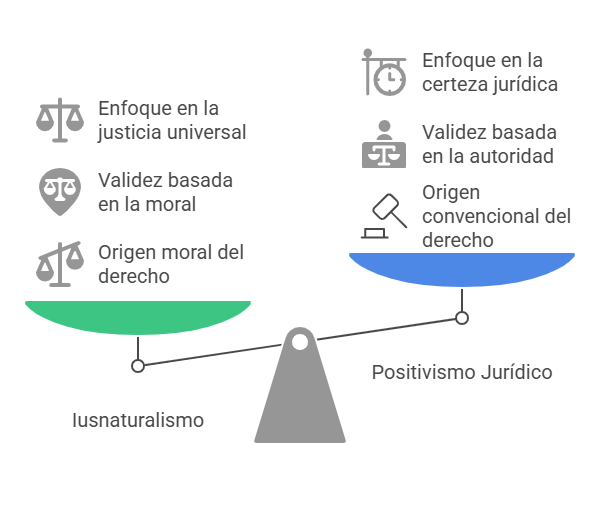 Enfoque en la
justicia universal
Validez basada
en la moral
Origen moral del
derecho
Iusnaturalismo
Enfoque en la
certeza jurídica
Validez basada
en la autoridad
Origen
convencional del
derecho
Positivismo Jurídico